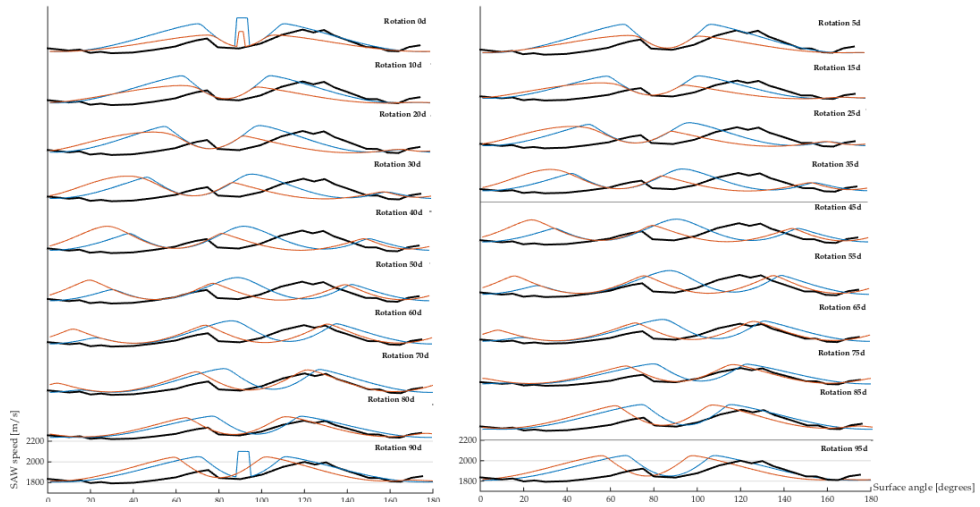 Rotation 0d
Rotation 10d
Rotation 20d
Rotation 30d
Rotation 40d
Rotation 50d
Rotation 60d
Rotation 70d
Rotation 80d
Rotation 90d
SAW speed [m/s]
2200
2000
1800
0 20 40 60 80 100 120 140 160 180
Rotation 5d
Rotation 15d
Rotation 25d
Rotation 35d
Rotation 45d
Rotation 55d
Rotation 65d
Rotation 75d
Rotation 85d
Rotation 95d
2200
2000
1800
0 20 40 60 80 100 120 140 160 180
Surface angle [degrees]